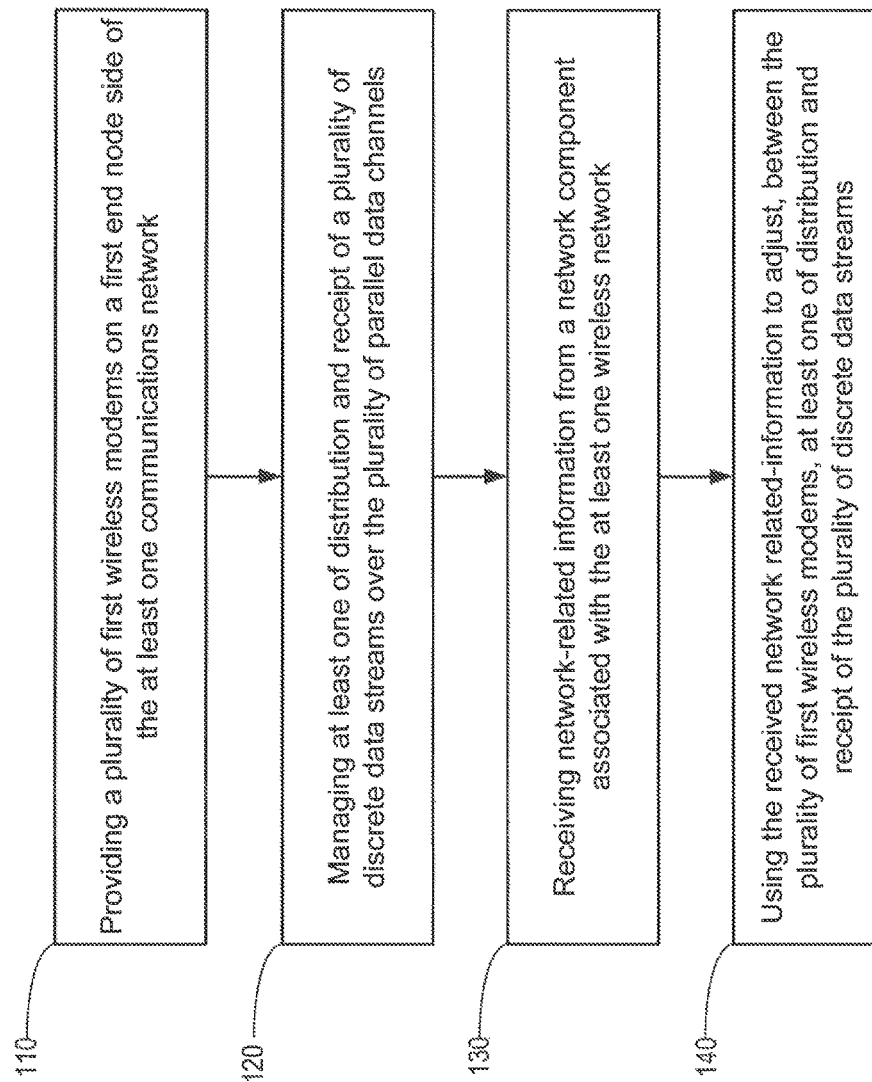 110
Providing a plurality of first wireless modems on a first end node side of
the at least one communications network
120
Managing at least one of distribution and receipt of a plurality of
discrete data streams over the plurality of parallel data channels
130
Receiving network-related information from a network component
associated with the at least one wireless network
140
Using the received network related-information to adjust, between the
plurality of first wireless modems, at least one of distribution and
receipt of the plurality of discrete data streams